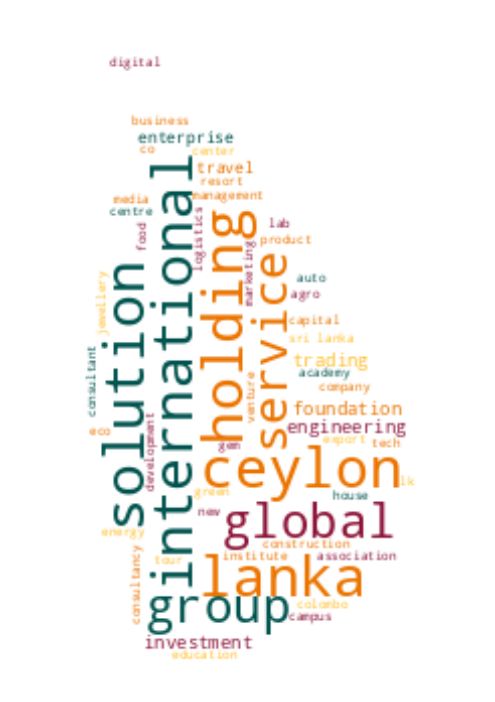 digital
business
enterprise
co
center
travel
resort
management
media
centre
food
logistics
international
holding
lab
product
marketing
service
solution
auto
agro
jewellery
capital
sri lanka
trading
academy
consultant
company
venture
foundation
engineering
eco
development
gem
export
tech
ceylon
lk
green
house
new
global
energy
construction
institute
association
tour
consultancy
lanka
group
colombo
campus
investment
education